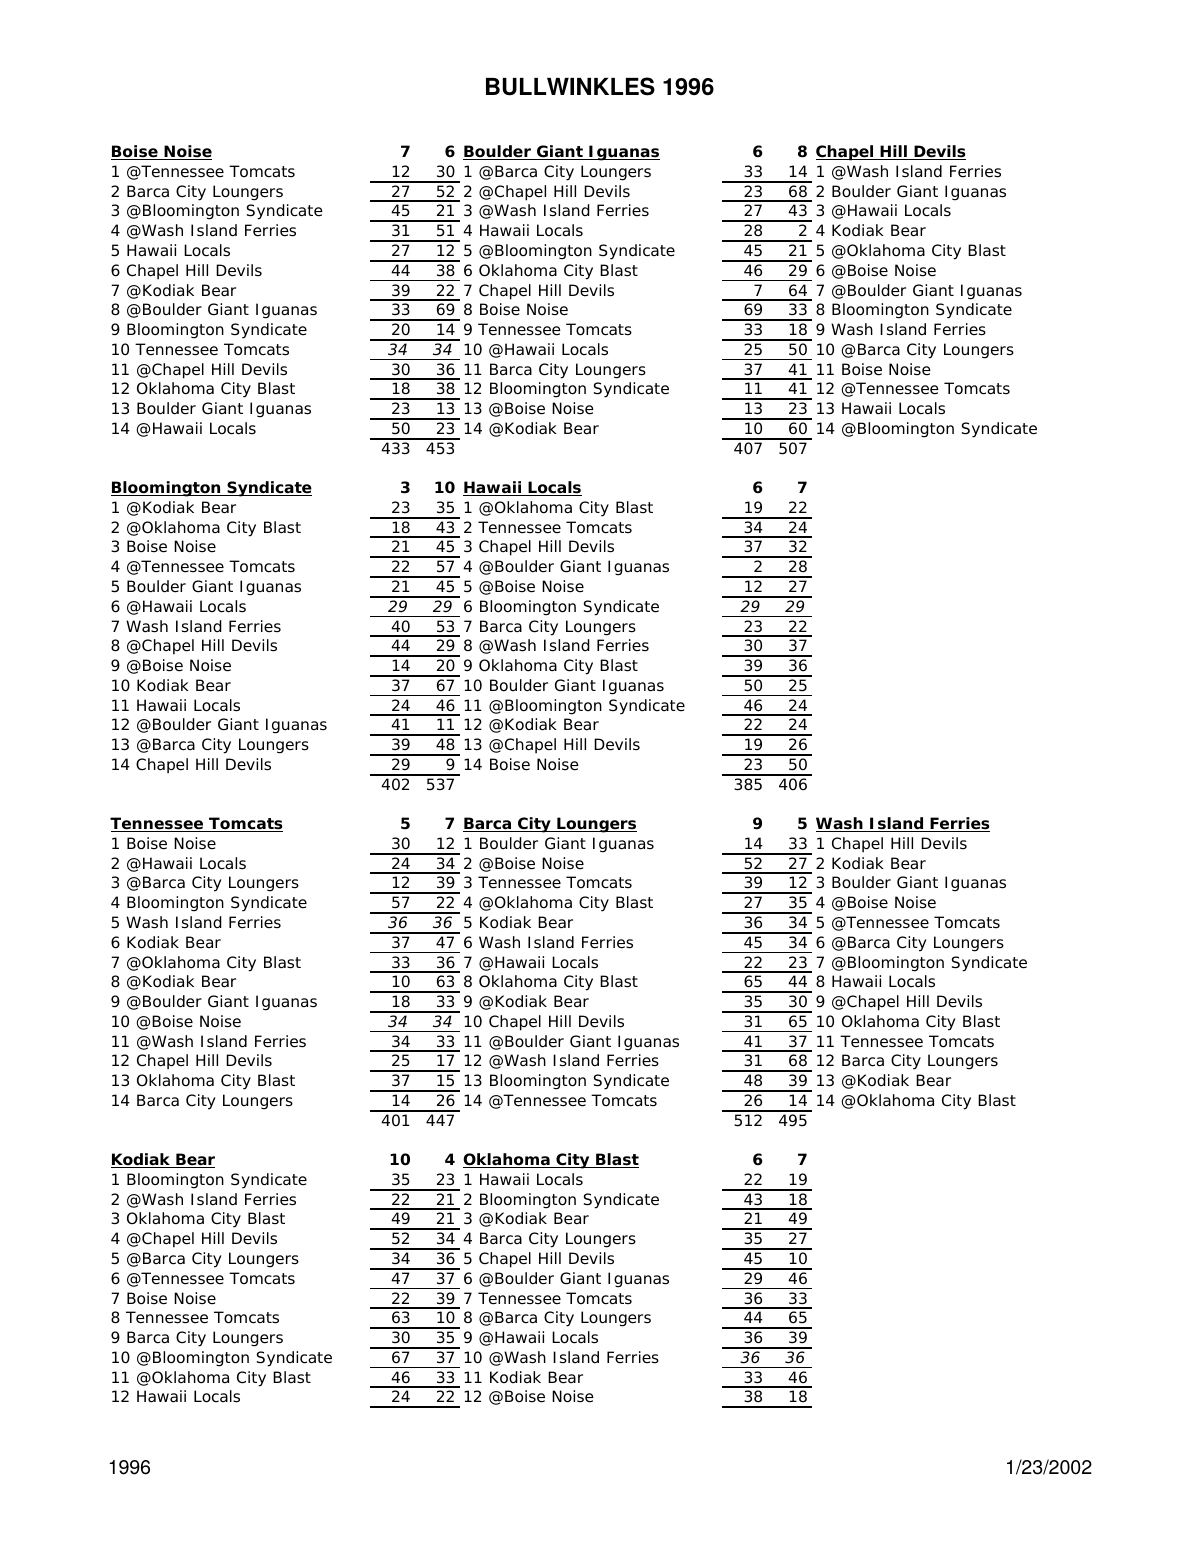 BULLWINKLES 1996
Boise Noise 7 6 Boulder Giant Iguanas 6 8 Chapel Hill Devils
1 @Tennessee Tomcats 12 30 1 @Barca City Loungers 33 14 1 @Wash Island Ferries
2 Barca City Loungers 27 52 2 @Chapel Hill Devils 23 68 2 Boulder Giant Iguanas
3 @Bloomington Syndicate 45 21 3 @Wash Island Ferries 27 43 3 @Hawaii Locals
4 @Wash Island Ferries 31 51 4 Hawaii Locals 28 2 4 Kodiak Bear
5 Hawaii Locals 27 12 5 @Bloomington Syndicate 45 21 5 @Oklahoma City Blast
6 Chapel Hill Devils 44 38 6 Oklahoma City Blast 46 29 6 @Boise Noise
7 @Kodiak Bear 39 22 7 Chapel Hill Devils 7 64 7 @Boulder Giant Iguanas
8 @Boulder Giant Iguanas 33 69 8 Boise Noise 69 33 8 Bloomington Syndicate
9 Bloomington Syndicate 20 14 9 Tennessee Tomcats 33 18 9 Wash Island Ferries
10 Tennessee Tomcats 34 34 10 @Hawaii Locals 25 50 10 @Barca City Loungers
11 @Chapel Hill Devils 30 36 11 Barca City Loungers 37 41 11 Boise Noise
12 Oklahoma City Blast 18 38 12 Bloomington Syndicate 11 41 12 @Tennessee Tomcats
13 Boulder Giant Iguanas 23 13 13 @Boise Noise 13 23 13 Hawaii Locals
14 @Hawaii Locals 50 23 14 @Kodiak Bear 10 60 14 @Bloomington Syndicate
433 453 407 507
Bloomington Syndicate 3 10 Hawaii Locals 6 7
1 @Kodiak Bear 23 35 1 @Oklahoma City Blast 19 22
2 @Oklahoma City Blast 18 43 2 Tennessee Tomcats 34 24
3 Boise Noise 21 45 3 Chapel Hill Devils 37 32
4 @Tennessee Tomcats 22 57 4 @Boulder Giant Iguanas 2 28
5 Boulder Giant Iguanas 21 45 5 @Boise Noise 12 27
6 @Hawaii Locals 29 29 6 Bloomington Syndicate 29 29
7 Wash Island Ferries 40 53 7 Barca City Loungers 23 22
8 @Chapel Hill Devils 44 29 8 @Wash Island Ferries 30 37
9 @Boise Noise 14 20 9 Oklahoma City Blast 39 36
10 Kodiak Bear 37 67 10 Boulder Giant Iguanas 50 25
11 Hawaii Locals 24 46 11 @Bloomington Syndicate 46 24
12 @Boulder Giant Iguanas 41 11 12 @Kodiak Bear 22 24
13 @Barca City Loungers 39 48 13 @Chapel Hill Devils 19 26
14 Chapel Hill Devils 29 9 14 Boise Noise 23 50
402 537 385 406
Tennessee Tomcats 5 7 Barca City Loungers 9 5 Wash Island Ferries
1 Boise Noise 30 12 1 Boulder Giant Iguanas 14 33 1 Chapel Hill Devils
2 @Hawaii Locals 24 34 2 @Boise Noise 52 27 2 Kodiak Bear
3 @Barca City Loungers 12 39 3 Tennessee Tomcats 39 12 3 Boulder Giant Iguanas
4 Bloomington Syndicate 57 22 4 @Oklahoma City Blast 27 35 4 @Boise Noise
5 Wash Island Ferries 36 36 5 Kodiak Bear 36 34 5 @Tennessee Tomcats
6 Kodiak Bear 37 47 6 Wash Island Ferries 45 34 6 @Barca City Loungers
7 @Oklahoma City Blast 33 36 7 @Hawaii Locals 22 23 7 @Bloomington Syndicate
8 @Kodiak Bear 10 63 8 Oklahoma City Blast 65 44 8 Hawaii Locals
9 @Boulder Giant Iguanas 18 33 9 @Kodiak Bear 35 30 9 @Chapel Hill Devils
10 @Boise Noise 34 34 10 Chapel Hill Devils 31 65 10 Oklahoma City Blast
11 @Wash Island Ferries 34 33 11 @Boulder Giant Iguanas 41 37 11 Tennessee Tomcats
12 Chapel Hill Devils 25 17 12 @Wash Island Ferries 31 68 12 Barca City Loungers
13 Oklahoma City Blast 37 15 13 Bloomington Syndicate 48 39 13 @Kodiak Bear
14 Barca City Loungers 14 26 14 @Tennessee Tomcats 26 14 14 @Oklahoma City Blast
401 447 512 495
Kodiak Bear 10 4 Oklahoma City Blast 6 7
1 Bloomington Syndicate 35 23 1 Hawaii Locals 22 19
2 @Wash Island Ferries 22 21 2 Bloomington Syndicate 43 18
3 Oklahoma City Blast 49 21 3 @Kodiak Bear 21 49
4 @Chapel Hill Devils 52 34 4 Barca City Loungers 35 27
5 @Barca City Loungers 34 36 5 Chapel Hill Devils 45 10
6 @Tennessee Tomcats 47 37 6 @Boulder Giant Iguanas 29 46
7 Boise Noise 22 39 7 Tennessee Tomcats 36 33
8 Tennessee Tomcats 63 10 8 @Barca City Loungers 44 65
9 Barca City Loungers 30 35 9 @Hawaii Locals 36 39
10 @Bloomington Syndicate 67 37 10 @Wash Island Ferries 36 36
11 @Oklahoma City Blast 46 33 11 Kodiak Bear 33 46
12 Hawaii Locals 24 22 12 @Boise Noise 38 18
1996 1/23/2002